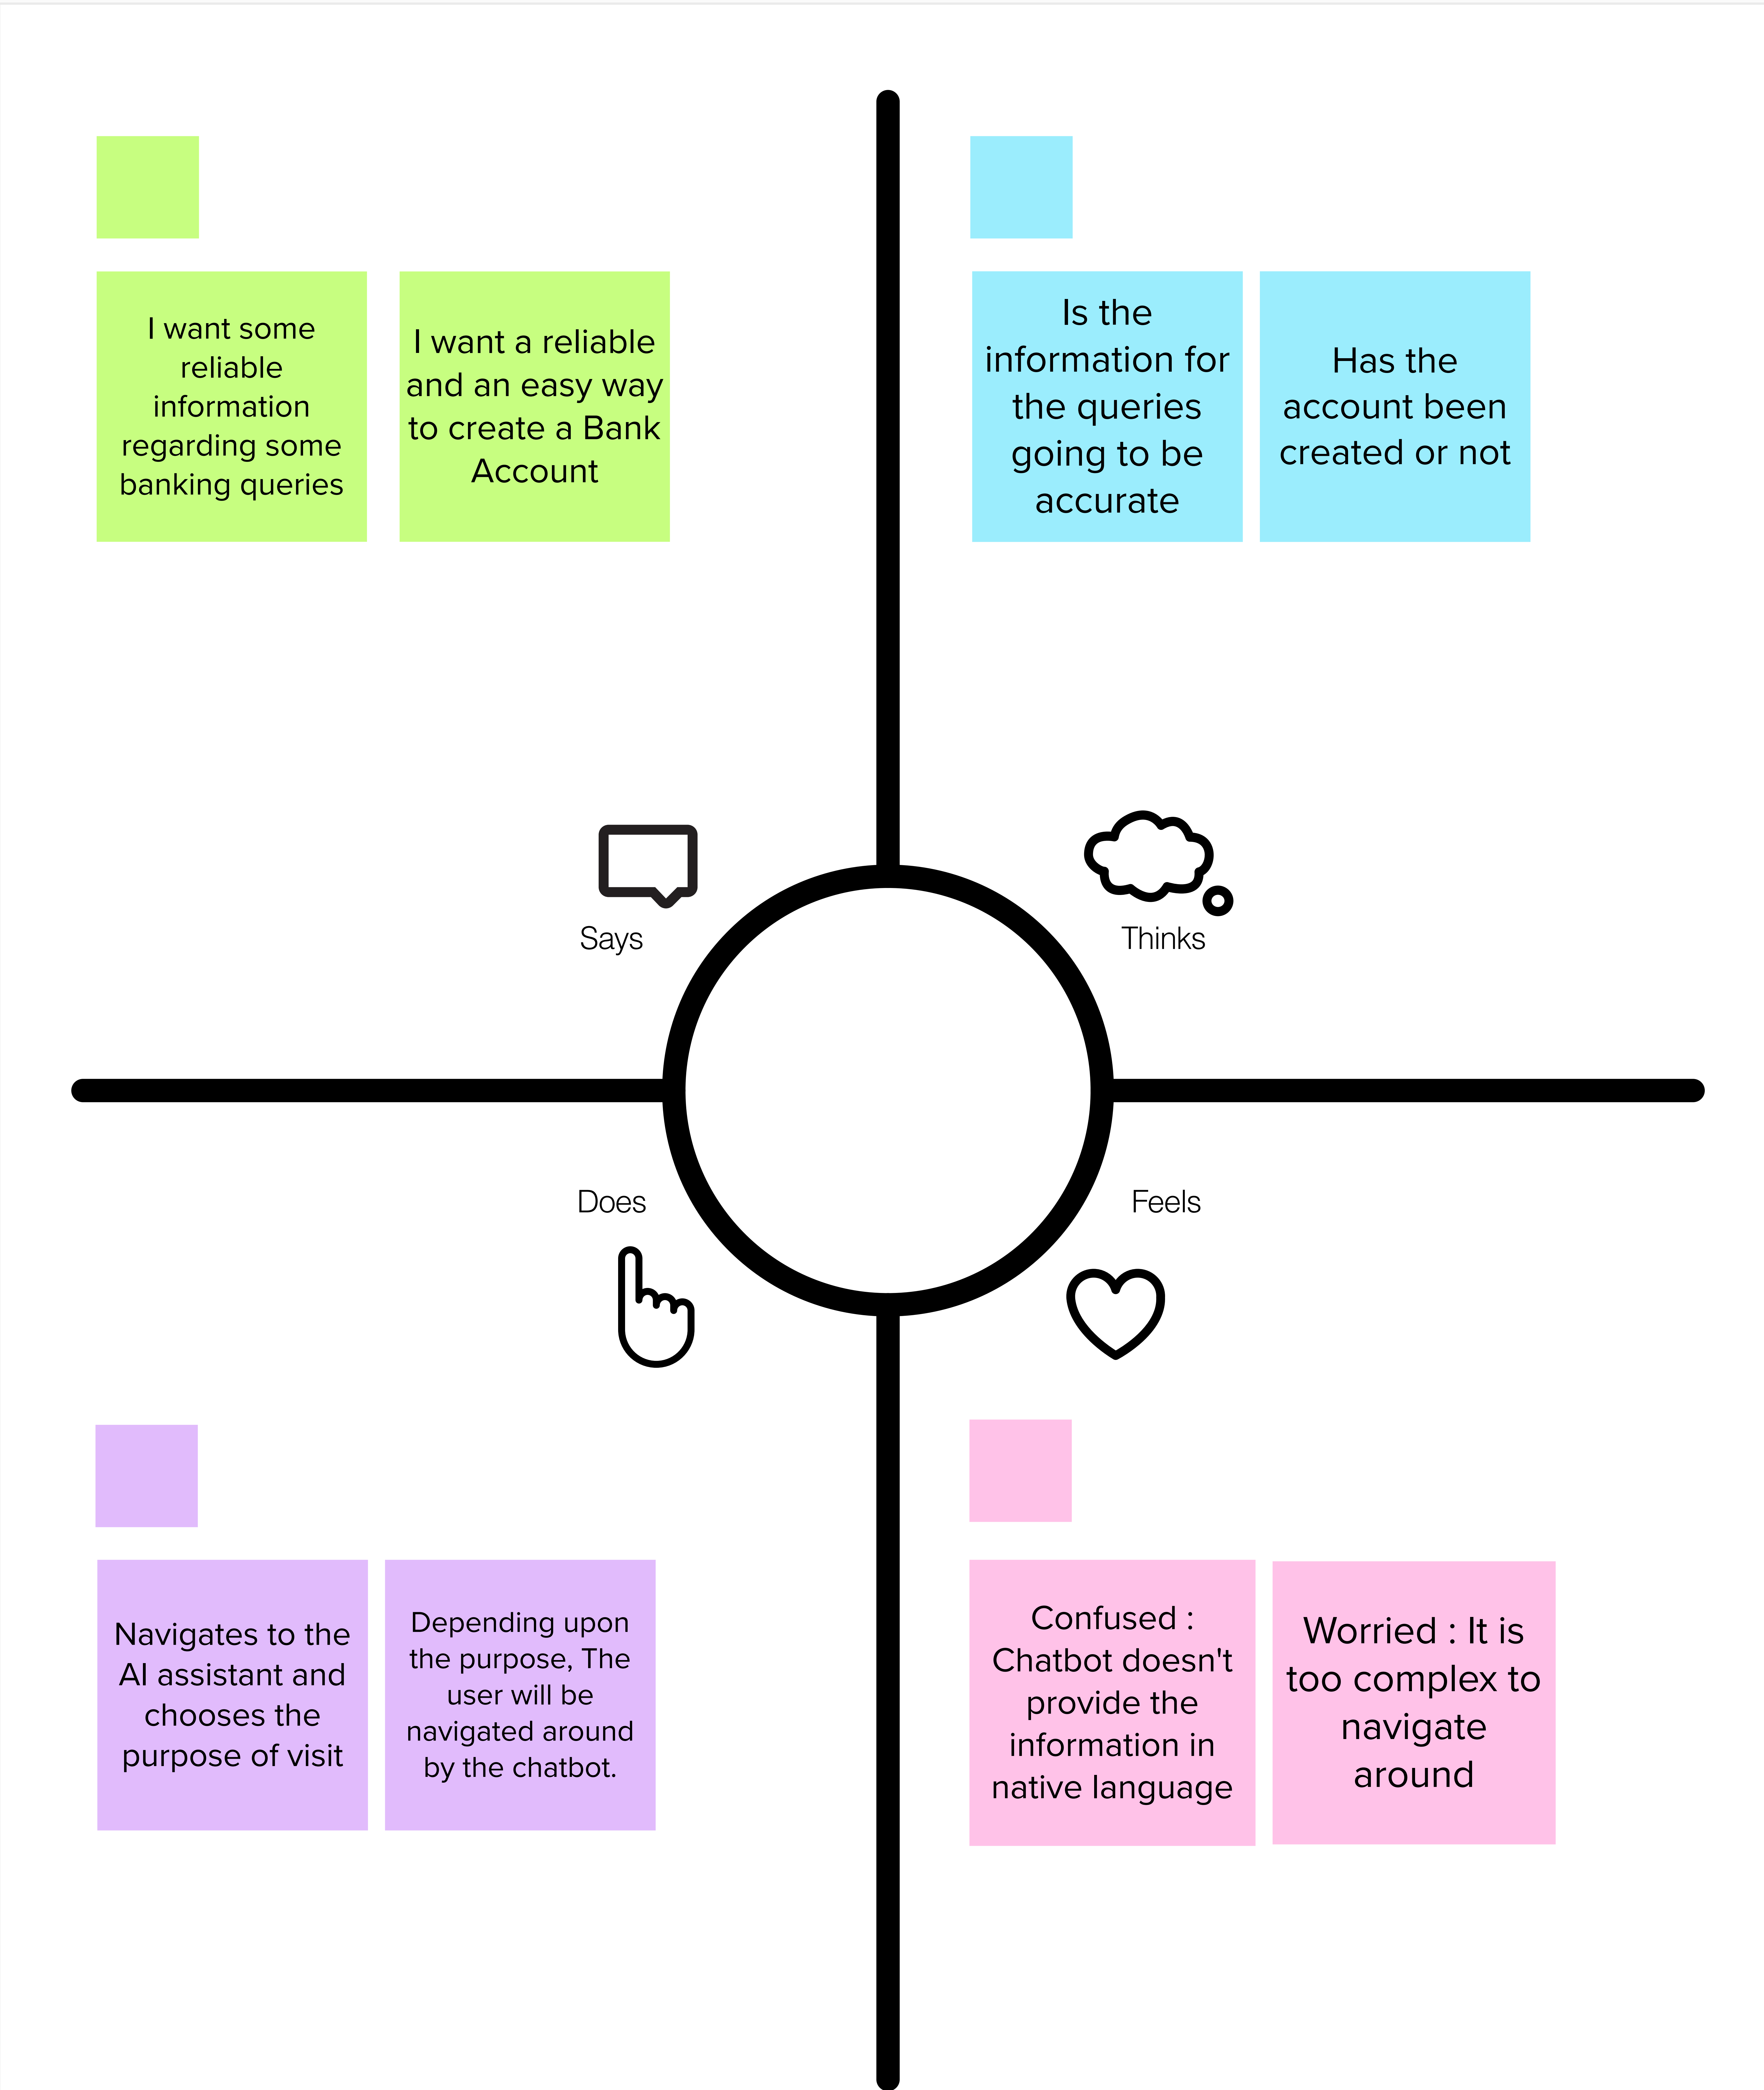 I want some
reliable
information
regarding some
banking queries
I want a reliable
and an easy way
to create a Bank
Account
Is the
information for
the queries
going to be
accurate
Has the
account been
created or not
Says
Thinks
Does
Feels
Navigates to the
AI assistant and
chooses the
purpose of visit
Depending upon
the purpose, The
user will be
navigated around
by the chatbot.
Confused :
Chatbot doesn't
provide the
information in
native language
Worried : It is
too complex to
navigate
around